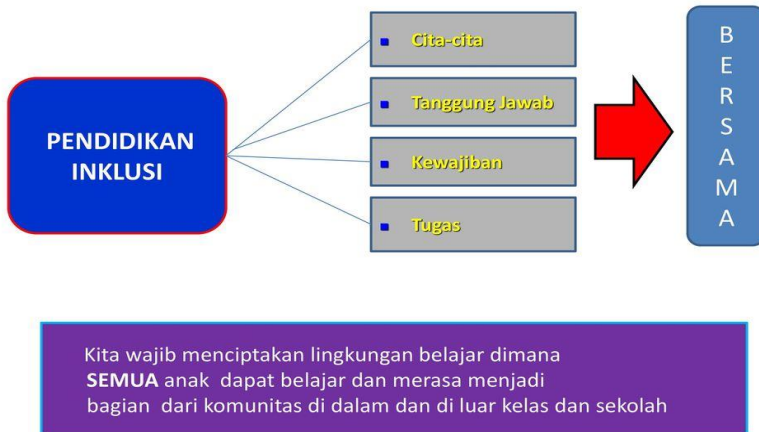 PENDIDIKAN
INKLUSI
Cita-cita
Tanggung Jawab
Kewajiban
Tugas
B
E
R
S
A
M
A
Kita wajib menciptakan lingkungan belajar dimana
SEMUA anak dapat belajar dan merasa menjadi
bagian dari komunitas di dalam dan di luar kelas dan sekolah